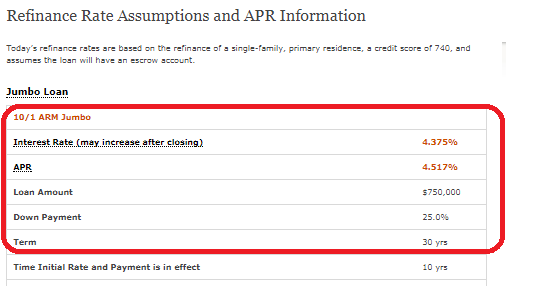 Refinance Rate Assumptions and APR Information
Today's refinance rates are based on the refinance of a single-family, primary residence, a credit score of 740, and
assumes the loan will have an escrow account.
Jumbo Loan
10/1 ARM Jumbo
Interest Rate (may increase after closing) 4.375%
APR 4.517%
Loan Amount $750,000
Down Payment 25.0%
Term 30 yrs
Time Initial Rate and Payment is in effect 10 yrs